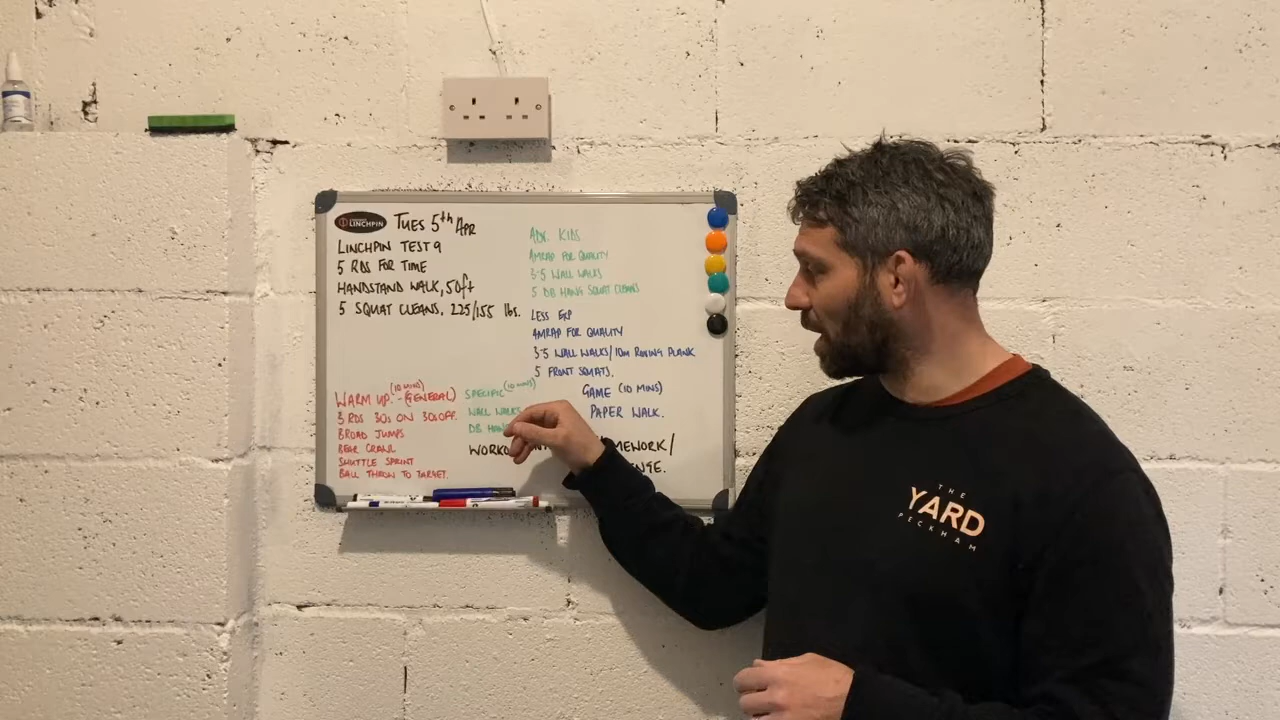 LINCHPIN
TUES 5th APR
LINCHPIN TEST 9
5 RDS FOR TIME
HANDSTAND WALK, 50ft
5 SQUAT CLEANS, 225/155 lbs.
ADV. KIDS
AMRAP FOR QUALITY
3-5 WALL WALKS
5 DB HANG SQUAT CLEANS
LESS EXP
AMRAP FOR QUALITY
3-5 WALL WALKS/10M ROVING PLANK
5 FRONT SQUATS.
WARM UP. - (GENERAL) (10 MINS)
3 RDS 30s ON 30s OFF.
BROAD JUMPS
BEAR CRAWL
SHUTTLE SPRINT
BALL THROW TO TARGET.
SPECIFIC (10 MINS)
WALL WALKS
DB
GAME (10 MINS)
PAPER WALK.
THE
YARD
PECKHAM